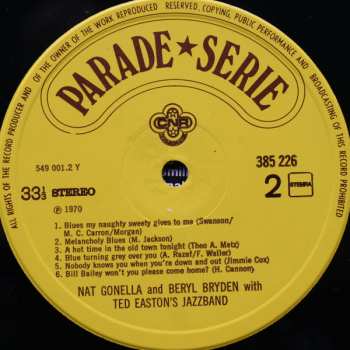 ALL RIGHTS OF THE RECORD PRODUCER AND OF THE OWNER OF THE WORK REPRODUCED RESERVED, COPYING, PUBLIC PERFORMANCE AND BROADCASTING OF THIS RECORD PROHIBITED
PARADE★SERIE
CNR
549 001.2 Y
385 226
33⅓ STEREO
2 STEMRA
℗ 1970
1. Blues my naughty sweety gives to me (Swanson/
M. C. Carron/Morgan)
2. Melancholy Blues (M. Jackson)
3. A hot time in the old town tonight (Theo A. Metz)
4. Blue turning grey over you (A. Razaf/F. Waller)
5. Nobody knows you when you're down and out (Jimmie Cox)
6. Bill Bailey won't you please come home? (H. Cannom)
NAT GONELLA and BERYL BRYDEN with
TED EASTON'S JAZZBAND